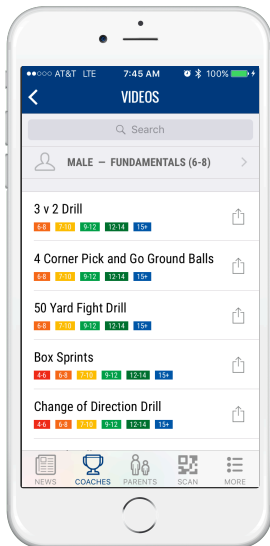 AT&T LTE 7:45 AM 100%
VIDEOS
Search
MALE — FUNDAMENTALS (6-8)
3 v 2 Drill
6-8 7-10 9-12 12-14 15+
4 Corner Pick and Go Ground Balls
6-8 7-10 9-12 12-14 15+
50 Yard Fight Drill
6-8 7-10 9-12 12-14 15+
Box Sprints
4-6 6-8 7-10 9-12 12-14 15+
Change of Direction Drill
4-6 6-8 7-10 9-12 12-14 15+
NEWS COACHES PARENTS SCAN MORE